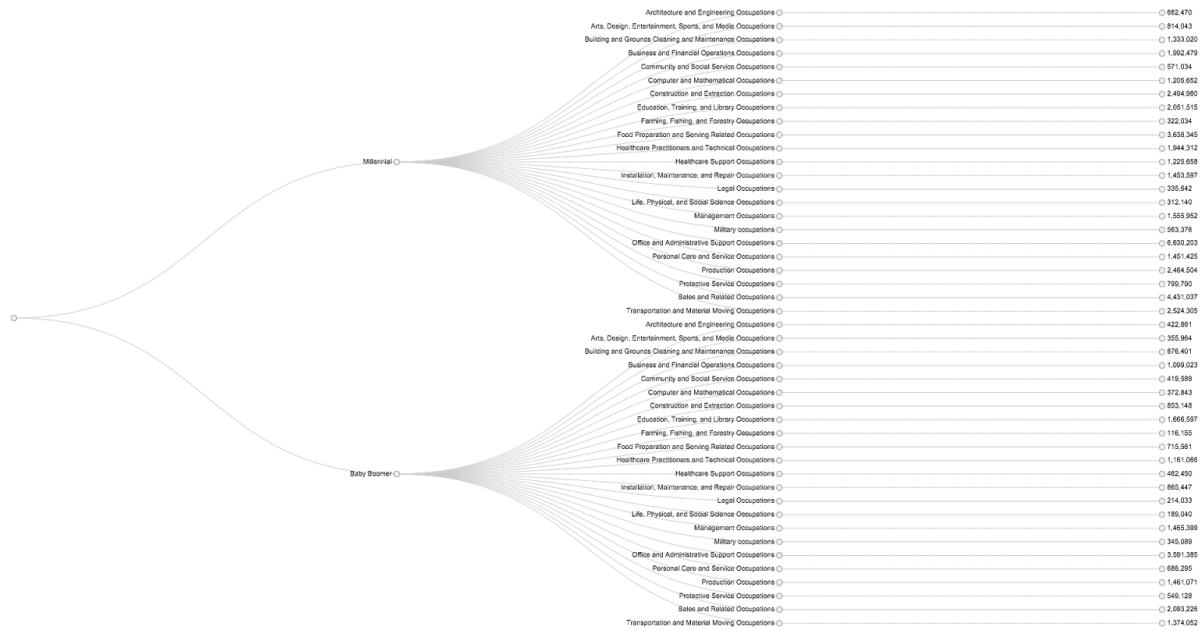 Architecture and Engineering Occupations 662,470
Arts, Design, Entertainment, Sports, and Media Occupations 814,043
Building and Grounds Cleaning and Maintenance Occupations 1,333,020
Business and Financial Operations Occupations 1,992,479
Community and Social Service Occupations 571,034
Computer and Mathematical Occupations 1,205,652
Construction and Extraction Occupations 2,494,960
Education, Training, and Library Occupations 2,051,515
Farming, Fishing, and Forestry Occupations 322,034
Food Preparation and Serving Related Occupations 3,638,345
Healthcare Practitioners and Technical Occupations 1,944,312
Millennial
Healthcare Support Occupations 1,225,658
Installation, Maintenance, and Repair Occupations 1,453,597
Legal Occupations 335,642
Life, Physical, and Social Science Occupations 312,140
Management Occupations 1,555,952
Military occupations 563,376
Office and Administrative Support Occupations 6,630,203
Personal Care and Service Occupations 1,451,425
Production Occupations 2,464,504
Protective Service Occupations 799,790
Sales and Related Occupations 4,431,037
Transportation and Material Moving Occupations 2,524,305
Architecture and Engineering Occupations 422,861
Arts, Design, Entertainment, Sports, and Media Occupations 355,964
Building and Grounds Cleaning and Maintenance Occupations 876,401
Business and Financial Operations Occupations 1,099,023
Community and Social Service Occupations 419,589
Computer and Mathematical Occupations 372,843
Construction and Extraction Occupations 853,148
Education, Training, and Library Occupations 1,666,597
Farming, Fishing, and Forestry Occupations 116,155
Food Preparation and Serving Related Occupations 715,561
Healthcare Practitioners and Technical Occupations 1,161,066
Baby Boomer
Healthcare Support Occupations 462,450
Installation, Maintenance, and Repair Occupations 865,447
Legal Occupations 214,033
Life, Physical, and Social Science Occupations 189,040
Management Occupations 1,465,399
Military occupations 345,089
Office and Administrative Support Occupations 3,591,385
Personal Care and Service Occupations 688,295
Production Occupations 1,461,071
Protective Service Occupations 549,128
Sales and Related Occupations 2,093,226
Transportation and Material Moving Occupations 1,374,052